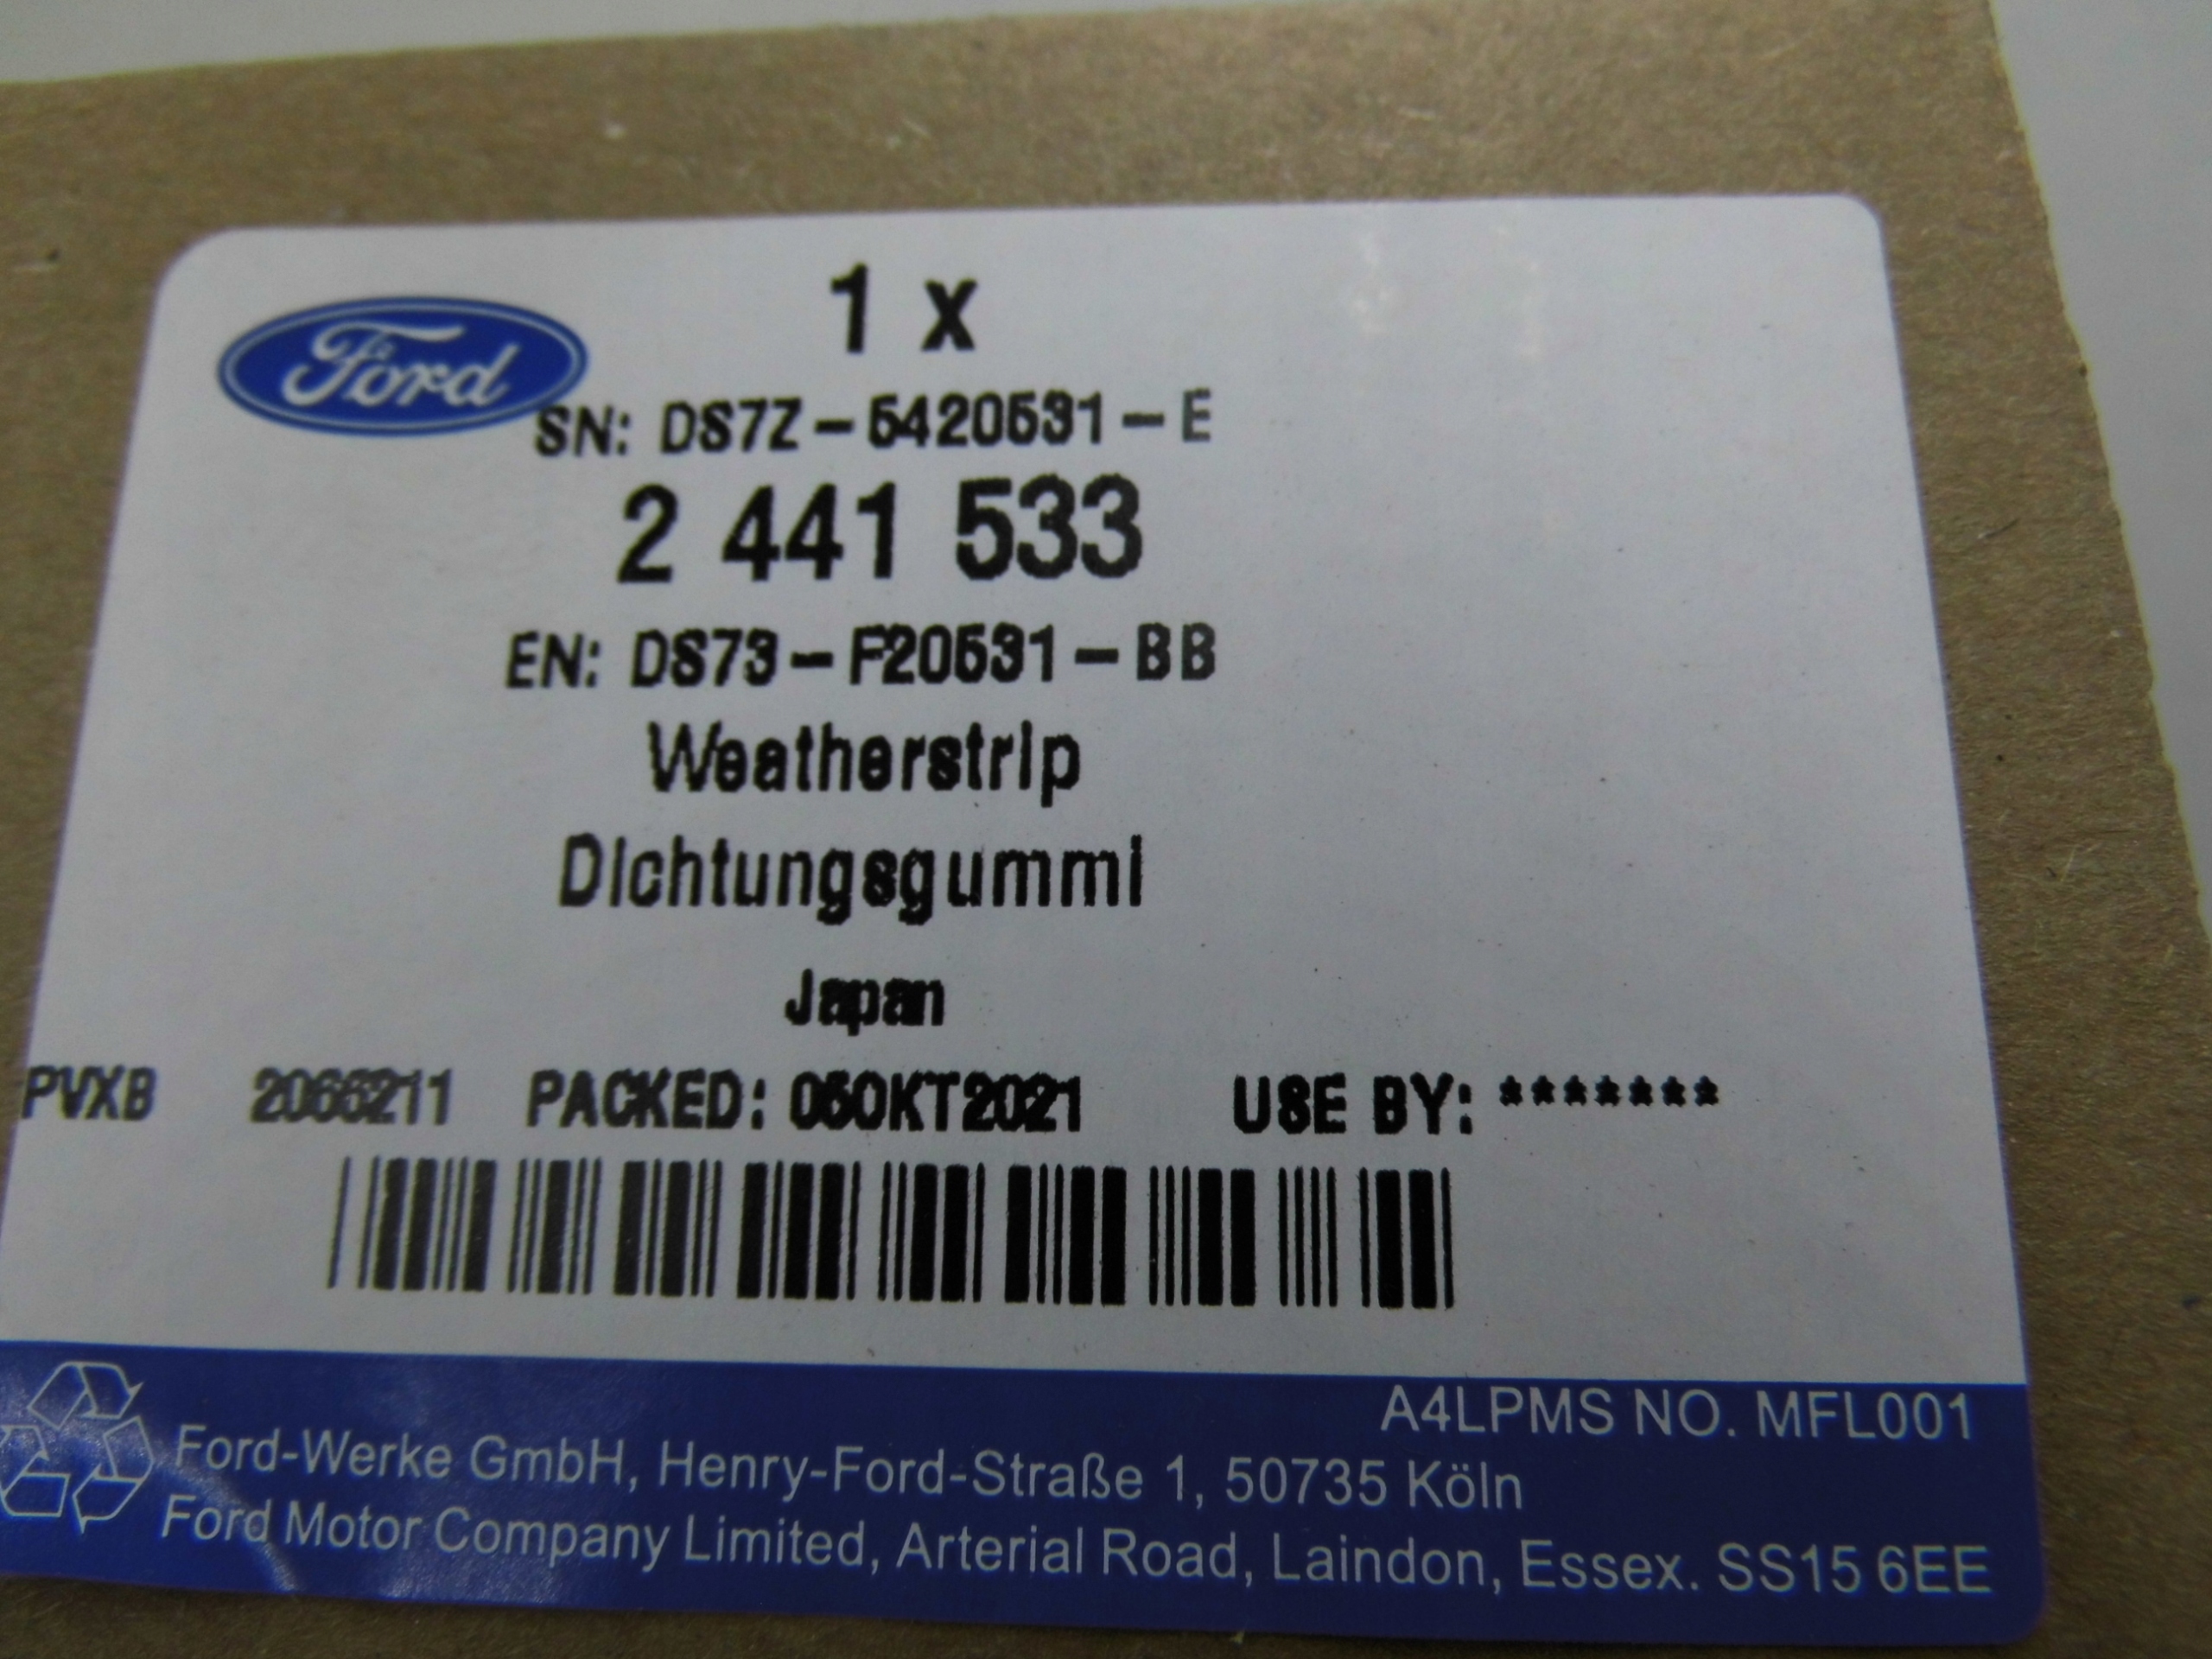 1 x
Ford
SN: DS7Z-5420531-E
2 441 533
EN: DS73-F20531-BB
Weatherstrip
Dichtungsgummi
Japan
PVXB 2066211 PACKED: 05OKT2021 USE BY: *******
A4LPMS NO. MFL001
Ford-Werke GmbH, Henry-Ford-Straße 1, 50735 Köln
Ford Motor Company Limited, Arterial Road, Laindon, Essex. SS15 6EE